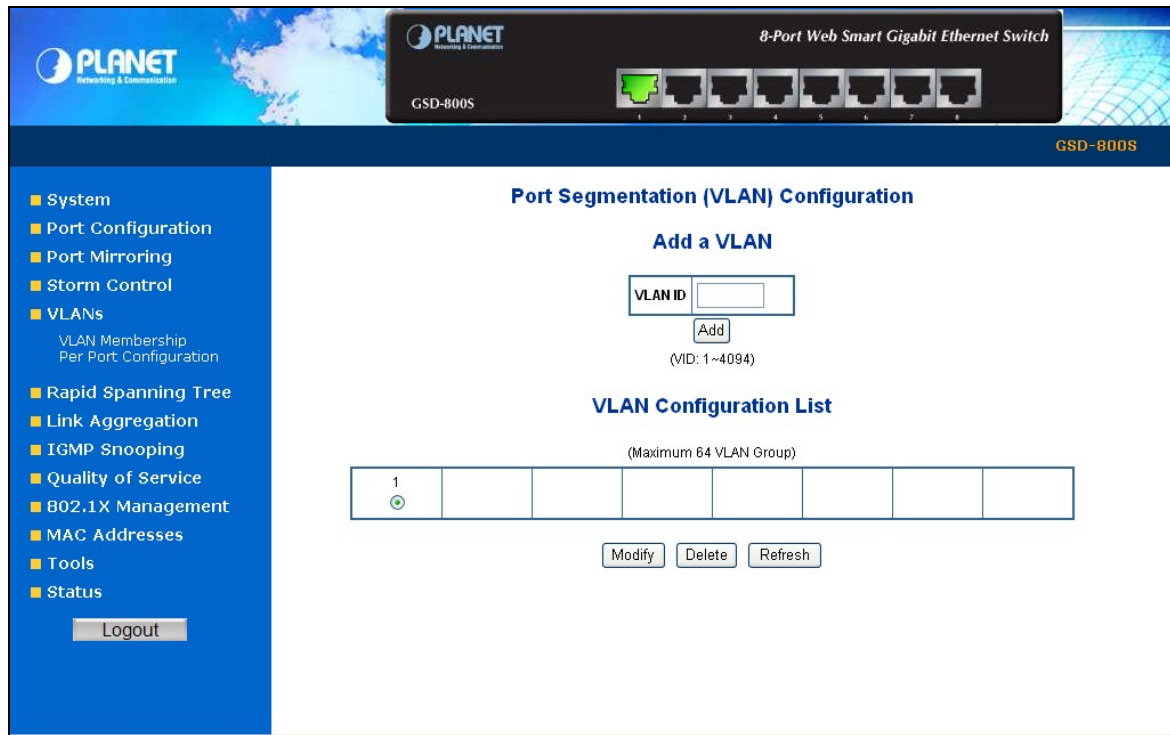 PLANET
Networking & Communication
PLANET
Networking & Communication
8-Port Web Smart Gigabit Ethernet Switch
GSD-800S
1 2 3 4 5 6 7 8
GSD-800S
System
Port Configuration
Port Mirroring
Storm Control
VLANs
VLAN Membership
Per Port Configuration
Rapid Spanning Tree
Link Aggregation
IGMP Snooping
Quality of Service
802.1X Management
MAC Addresses
Tools
Status
Logout
Port Segmentation (VLAN) Configuration
Add a VLAN
VLAN ID
Add
(VID: 1~4094)
VLAN Configuration List
(Maximum 64 VLAN Group)
1
Modify Delete Refresh